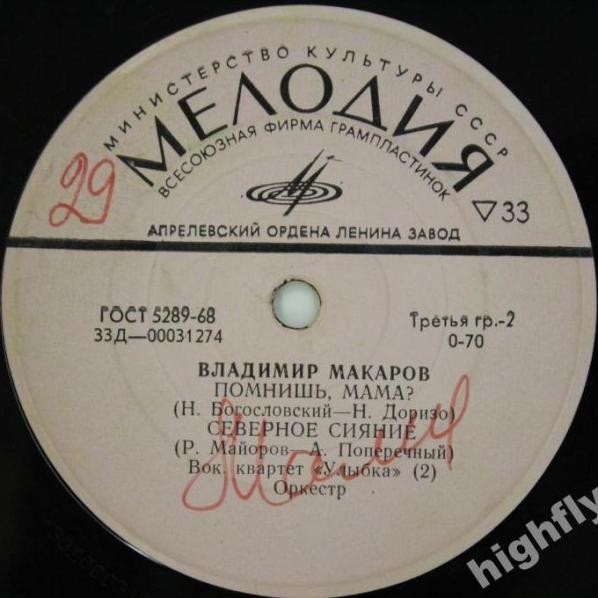 МИНИСТЕРСТВО КУЛЬТУРЫ СССР
МЕЛОДИЯ
ВСЕСОЮЗНАЯ ФИРМА ГРАМПЛАСТИНОК
29
▽33
АПРЕЛЕВСКИЙ ОРДЕНА ЛЕНИНА ЗАВОД
ГОСТ 5289-68
33Д—00031274
Третья гр.-2
0-70
ВЛАДИМИР МАКАРОВ
ПОМНИШЬ, МАМА?
(Н. Богословский—Н. Доризо)
СЕВЕРНОЕ СИЯНИЕ
(Р. Майоров—А. Поперечный)
Вок. квартет «Улыбка» (2)
Оркестр
highfly